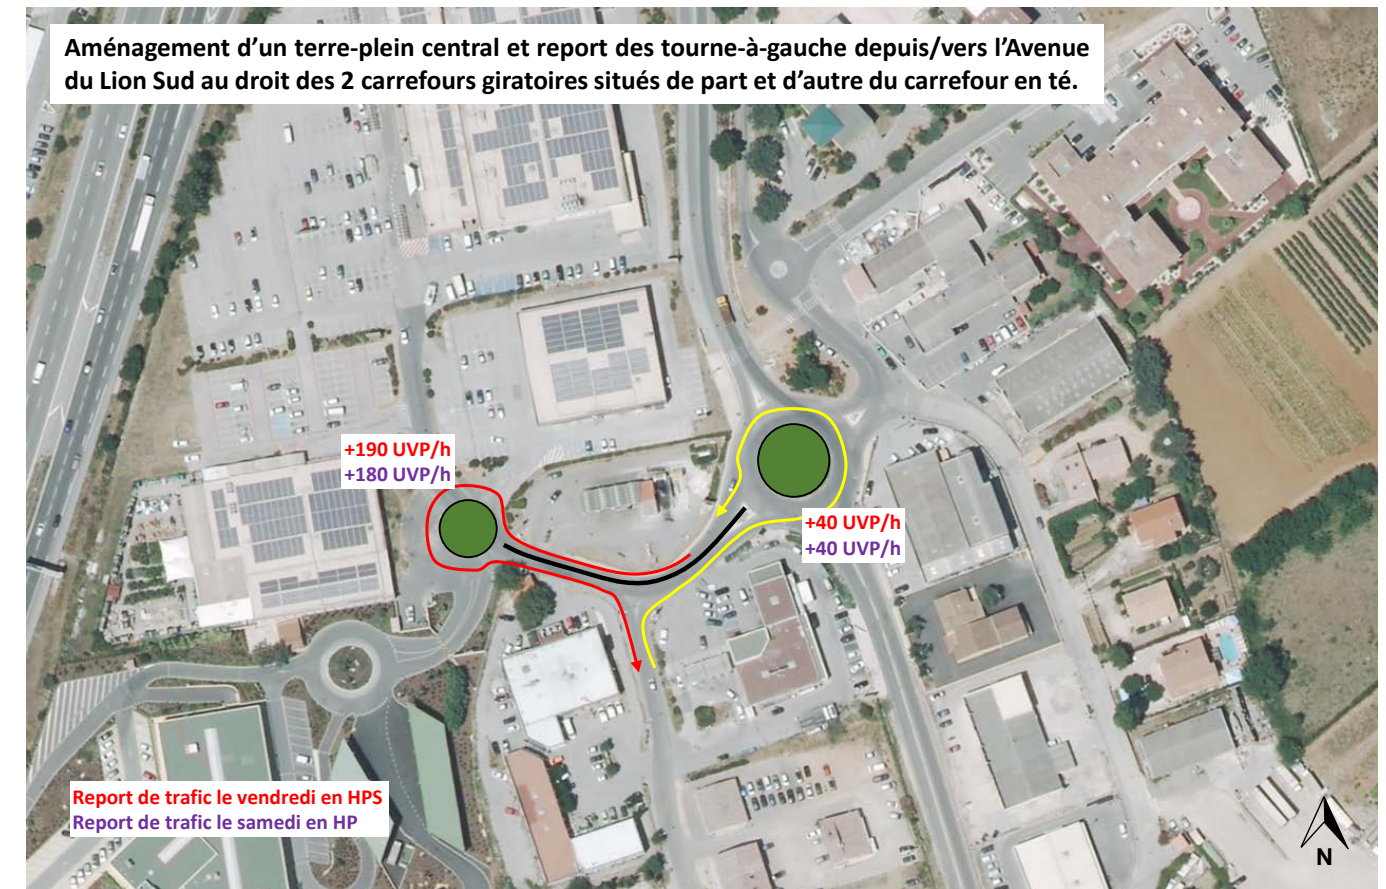 Aménagement d’un terre-plein central et report des tourne-à-gauche depuis/vers l’Avenue
du Lion Sud au droit des 2 carrefours giratoires situés de part et d’autre du carrefour en té.
+190 UVP/h
+180 UVP/h
+40 UVP/h
+40 UVP/h
Report de trafic le vendredi en HPS
Report de trafic le samedi en HP
N